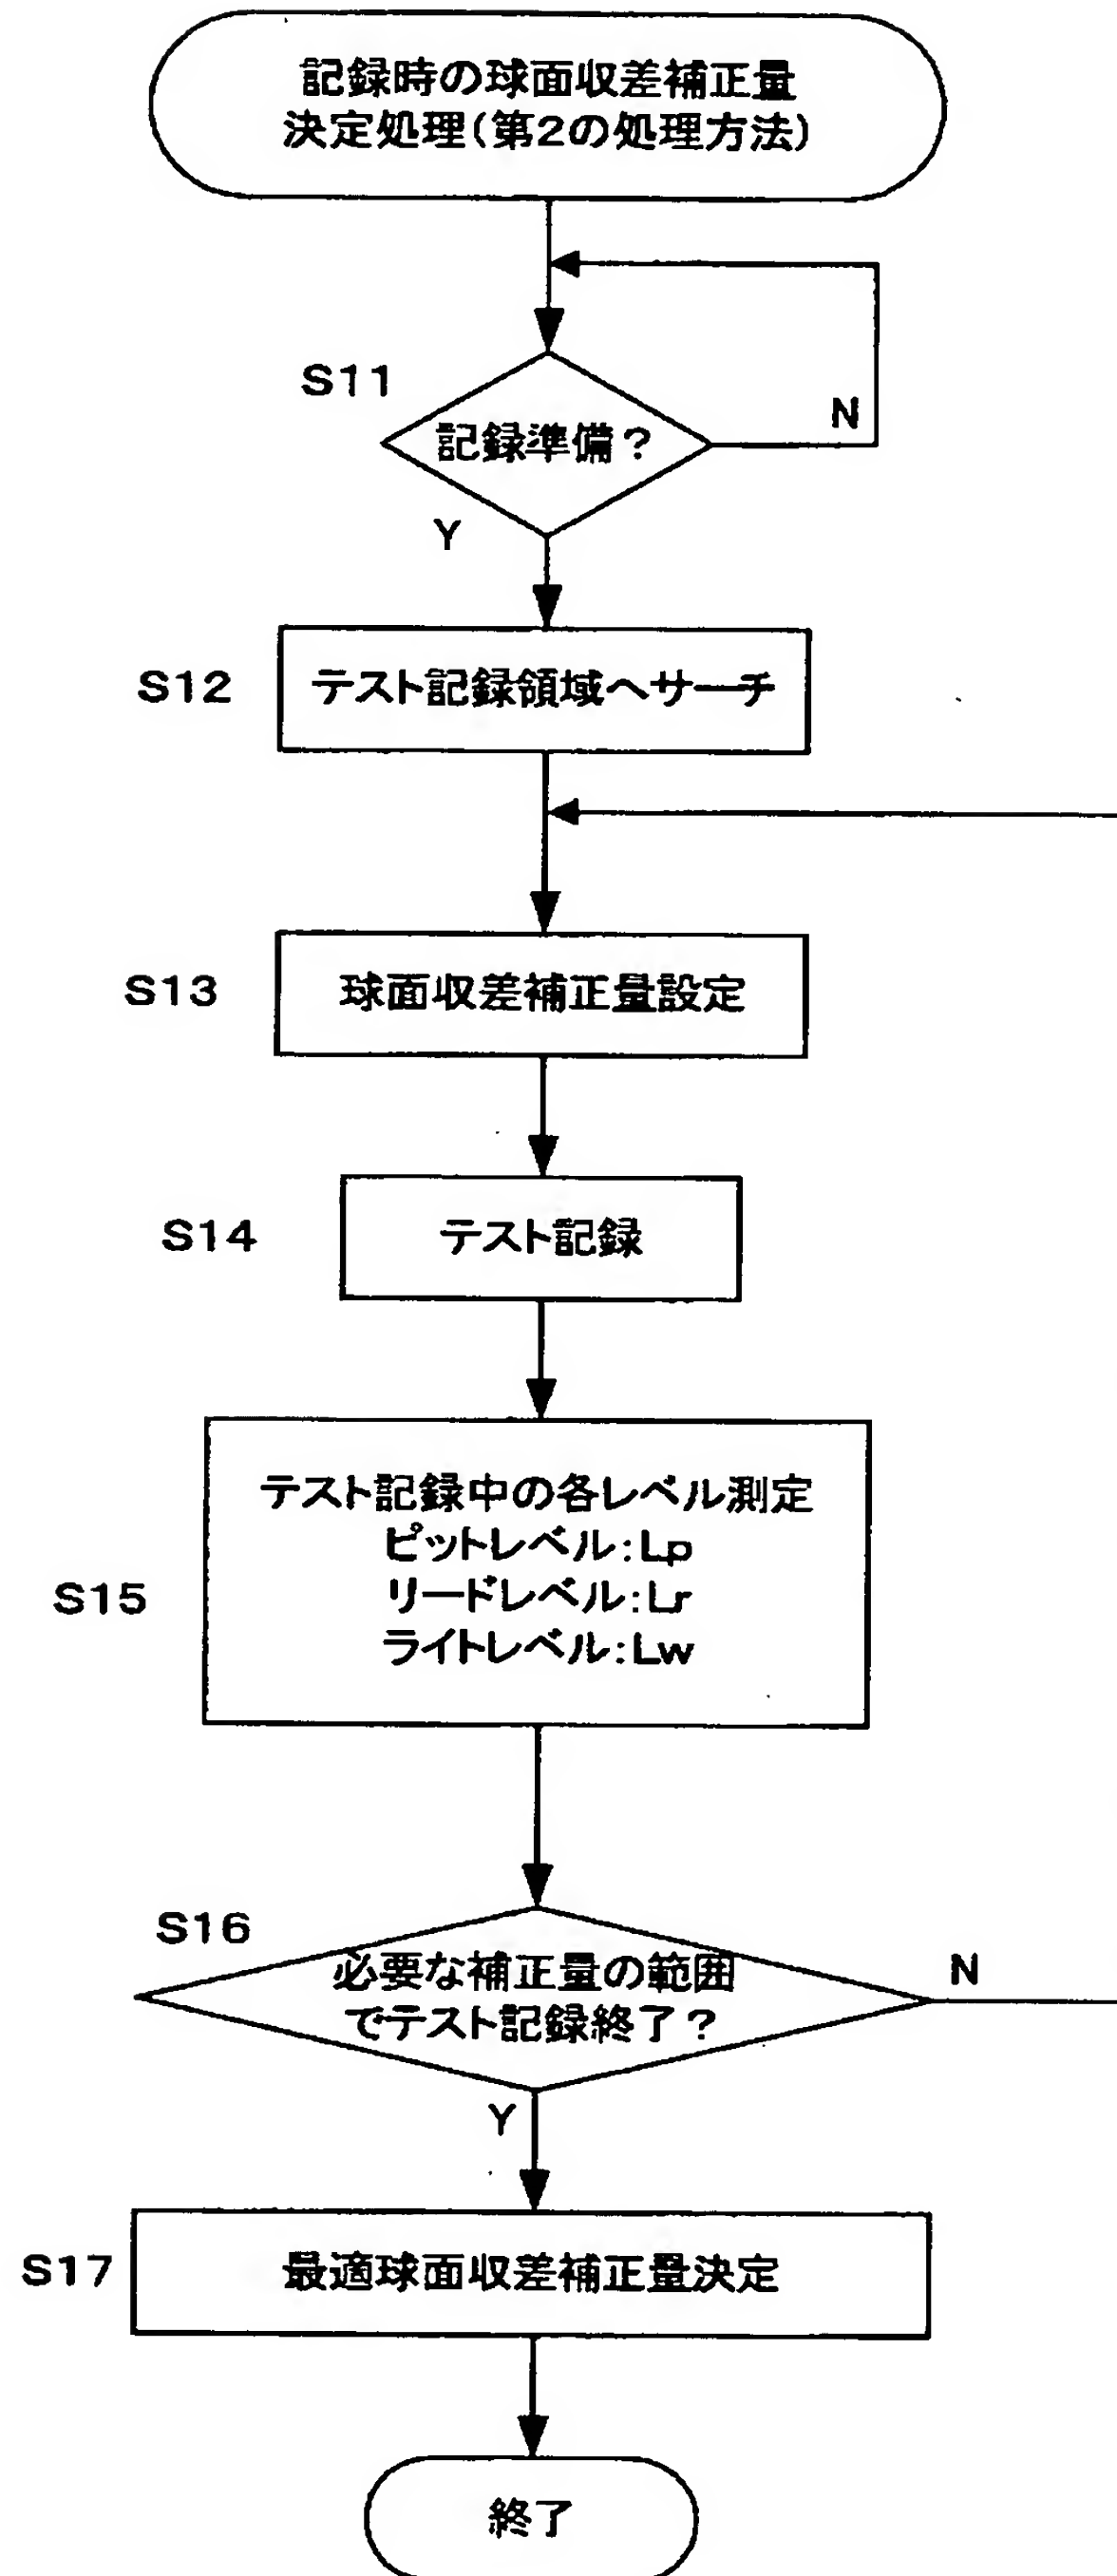 記録時の球面収差補正量
決定処理(第2の処理方法)
S11
記録準備?
N
Y
S12
テスト記録領域へサーチ
S13
球面収差補正量設定
S14
テスト記録
S15
テスト記録中の各レベル測定
ピットレベル:Lp
リードレベル:Lr
ライトレベル:Lw
S16
必要な補正量の範囲
でテスト記録終了?
N
Y
S17
最適球面収差補正量決定
終了